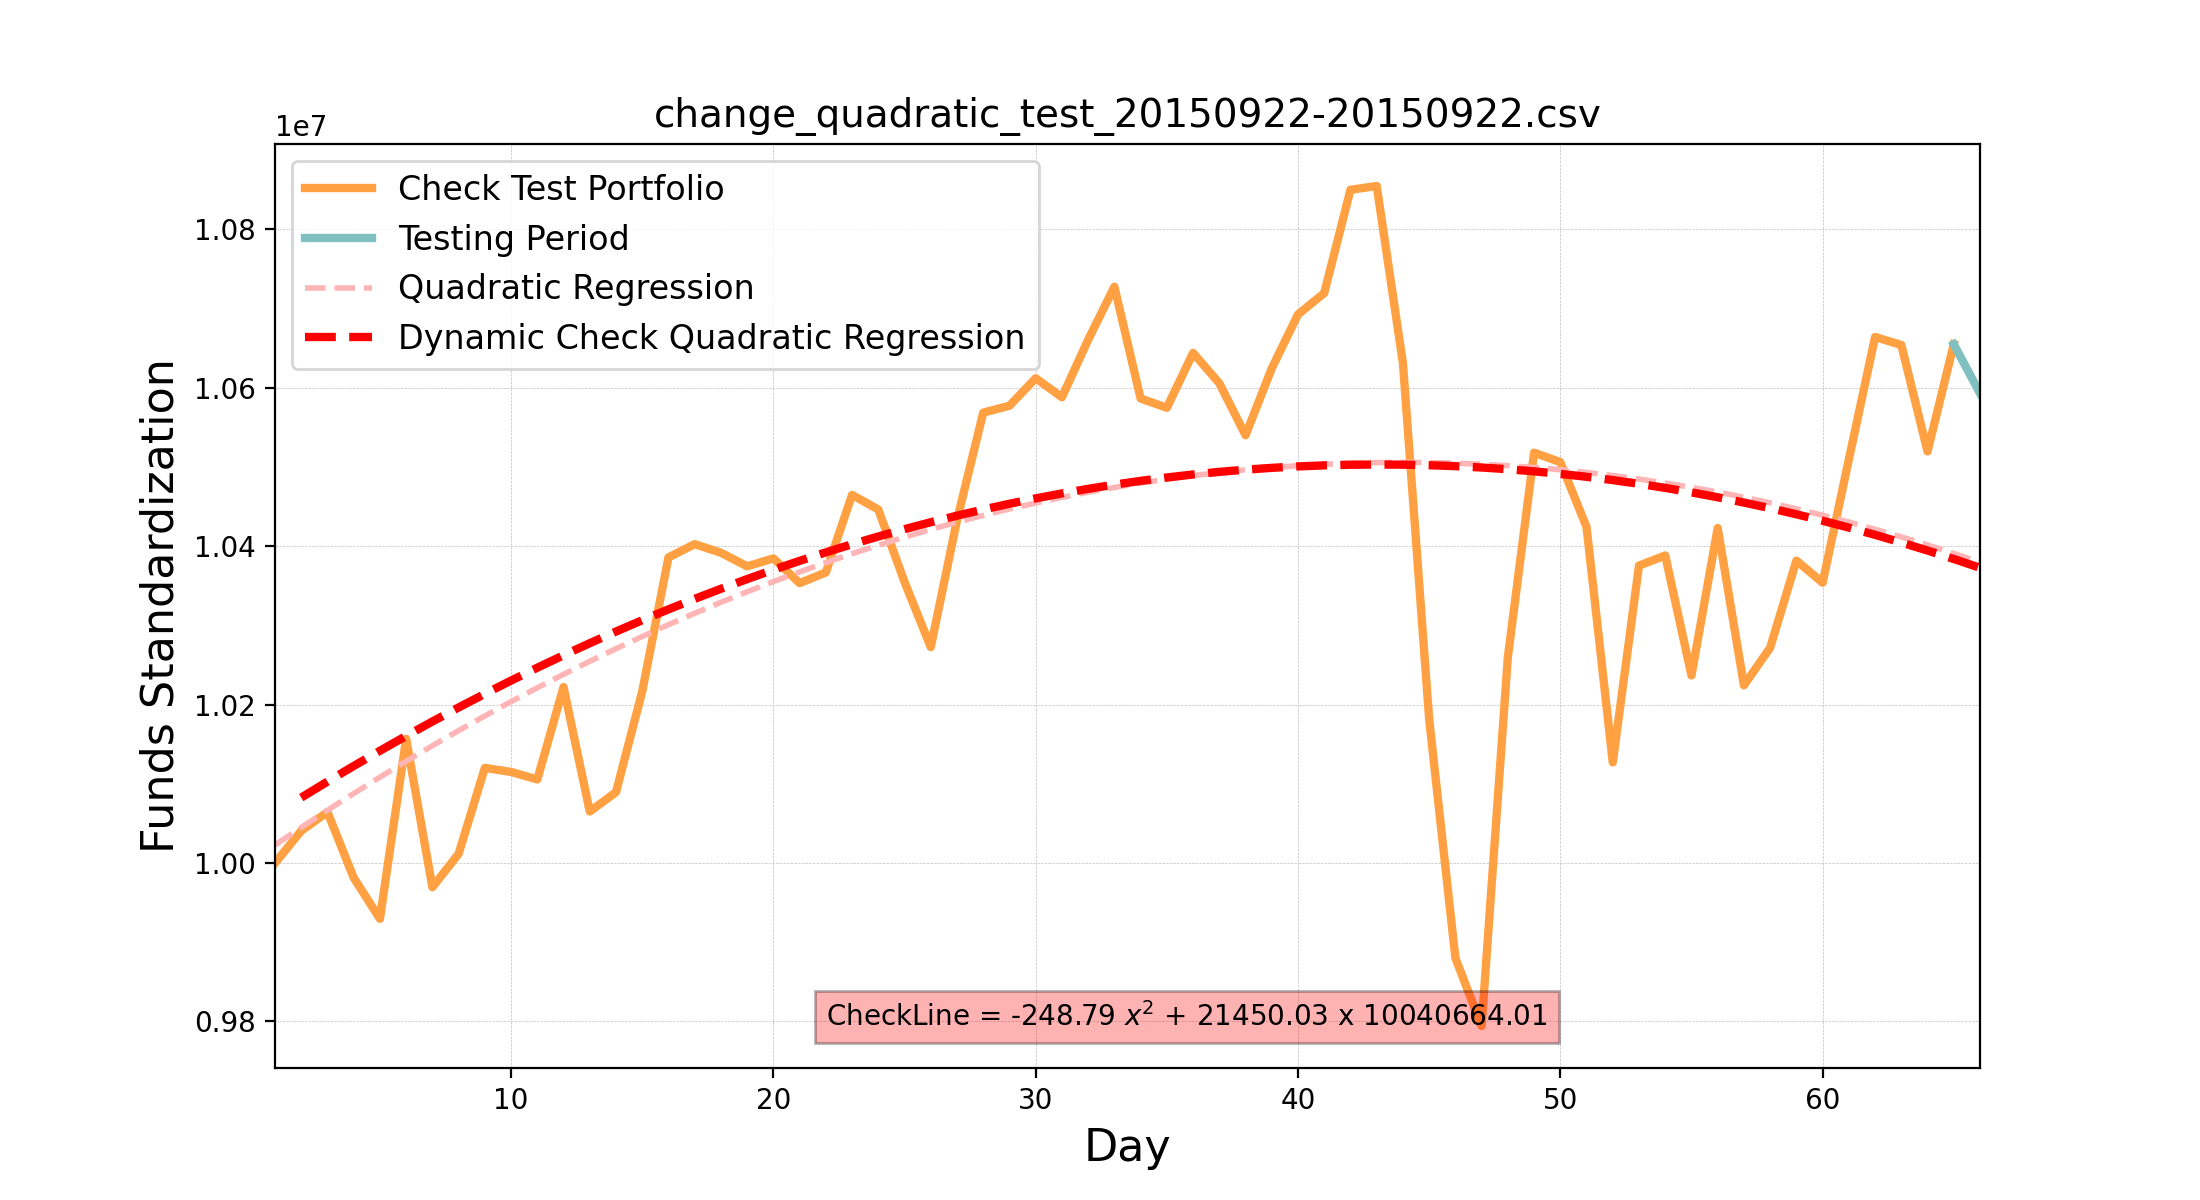 change_quadratic_test_20150922-20150922.csv
1e7
Check Test Portfolio
Testing Period
Quadratic Regression
Dynamic Check Quadratic Regression
1.08
1.06
1.04
1.02
1.00
0.98
Funds Standardization
CheckLine = -248.79 x² + 21450.03 x 10040664.01
10 20 30 40 50 60
Day